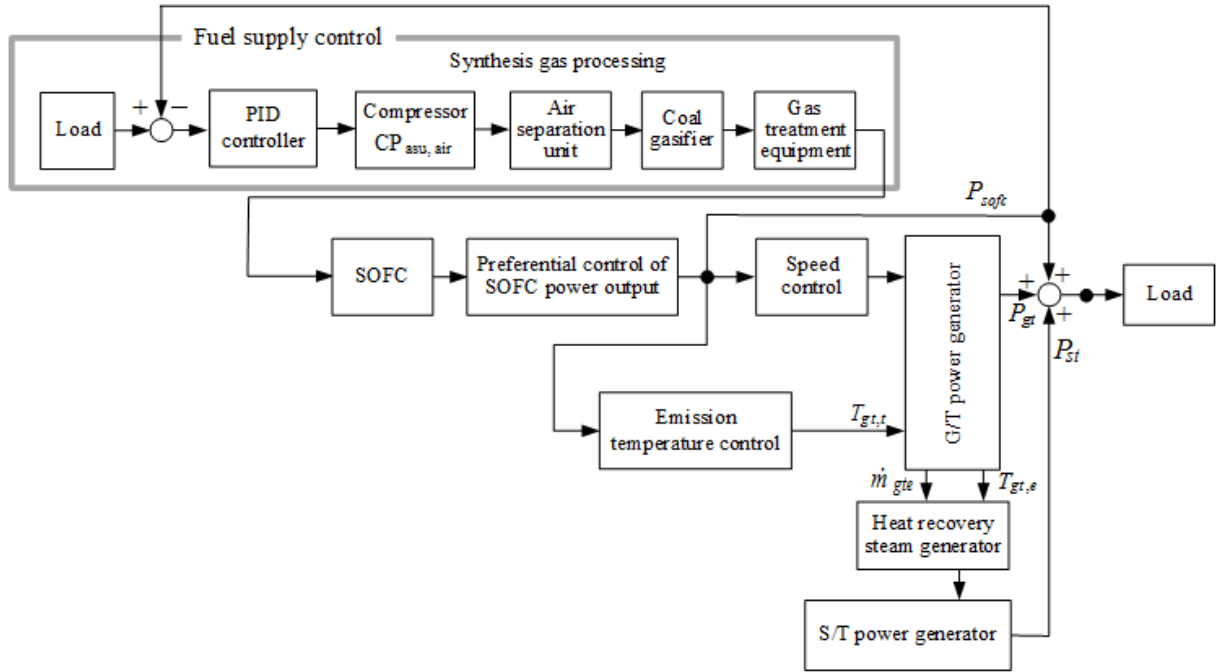 Fuel supply control
Synthesis gas processing
+
−
Load
PID
controller
Compressor
CP asu, air
Air
separation
unit
Coal
gasifier
Gas
treatment
equipment
P sofc
SOFC
Preferential control of
SOFC power output
Speed
control
G/T power generator
+
+
+
P gt
P st
Load
Emission
temperature control
T gt,t
ṁ gte
T gt,e
Heat recovery
steam generator
S/T power generator